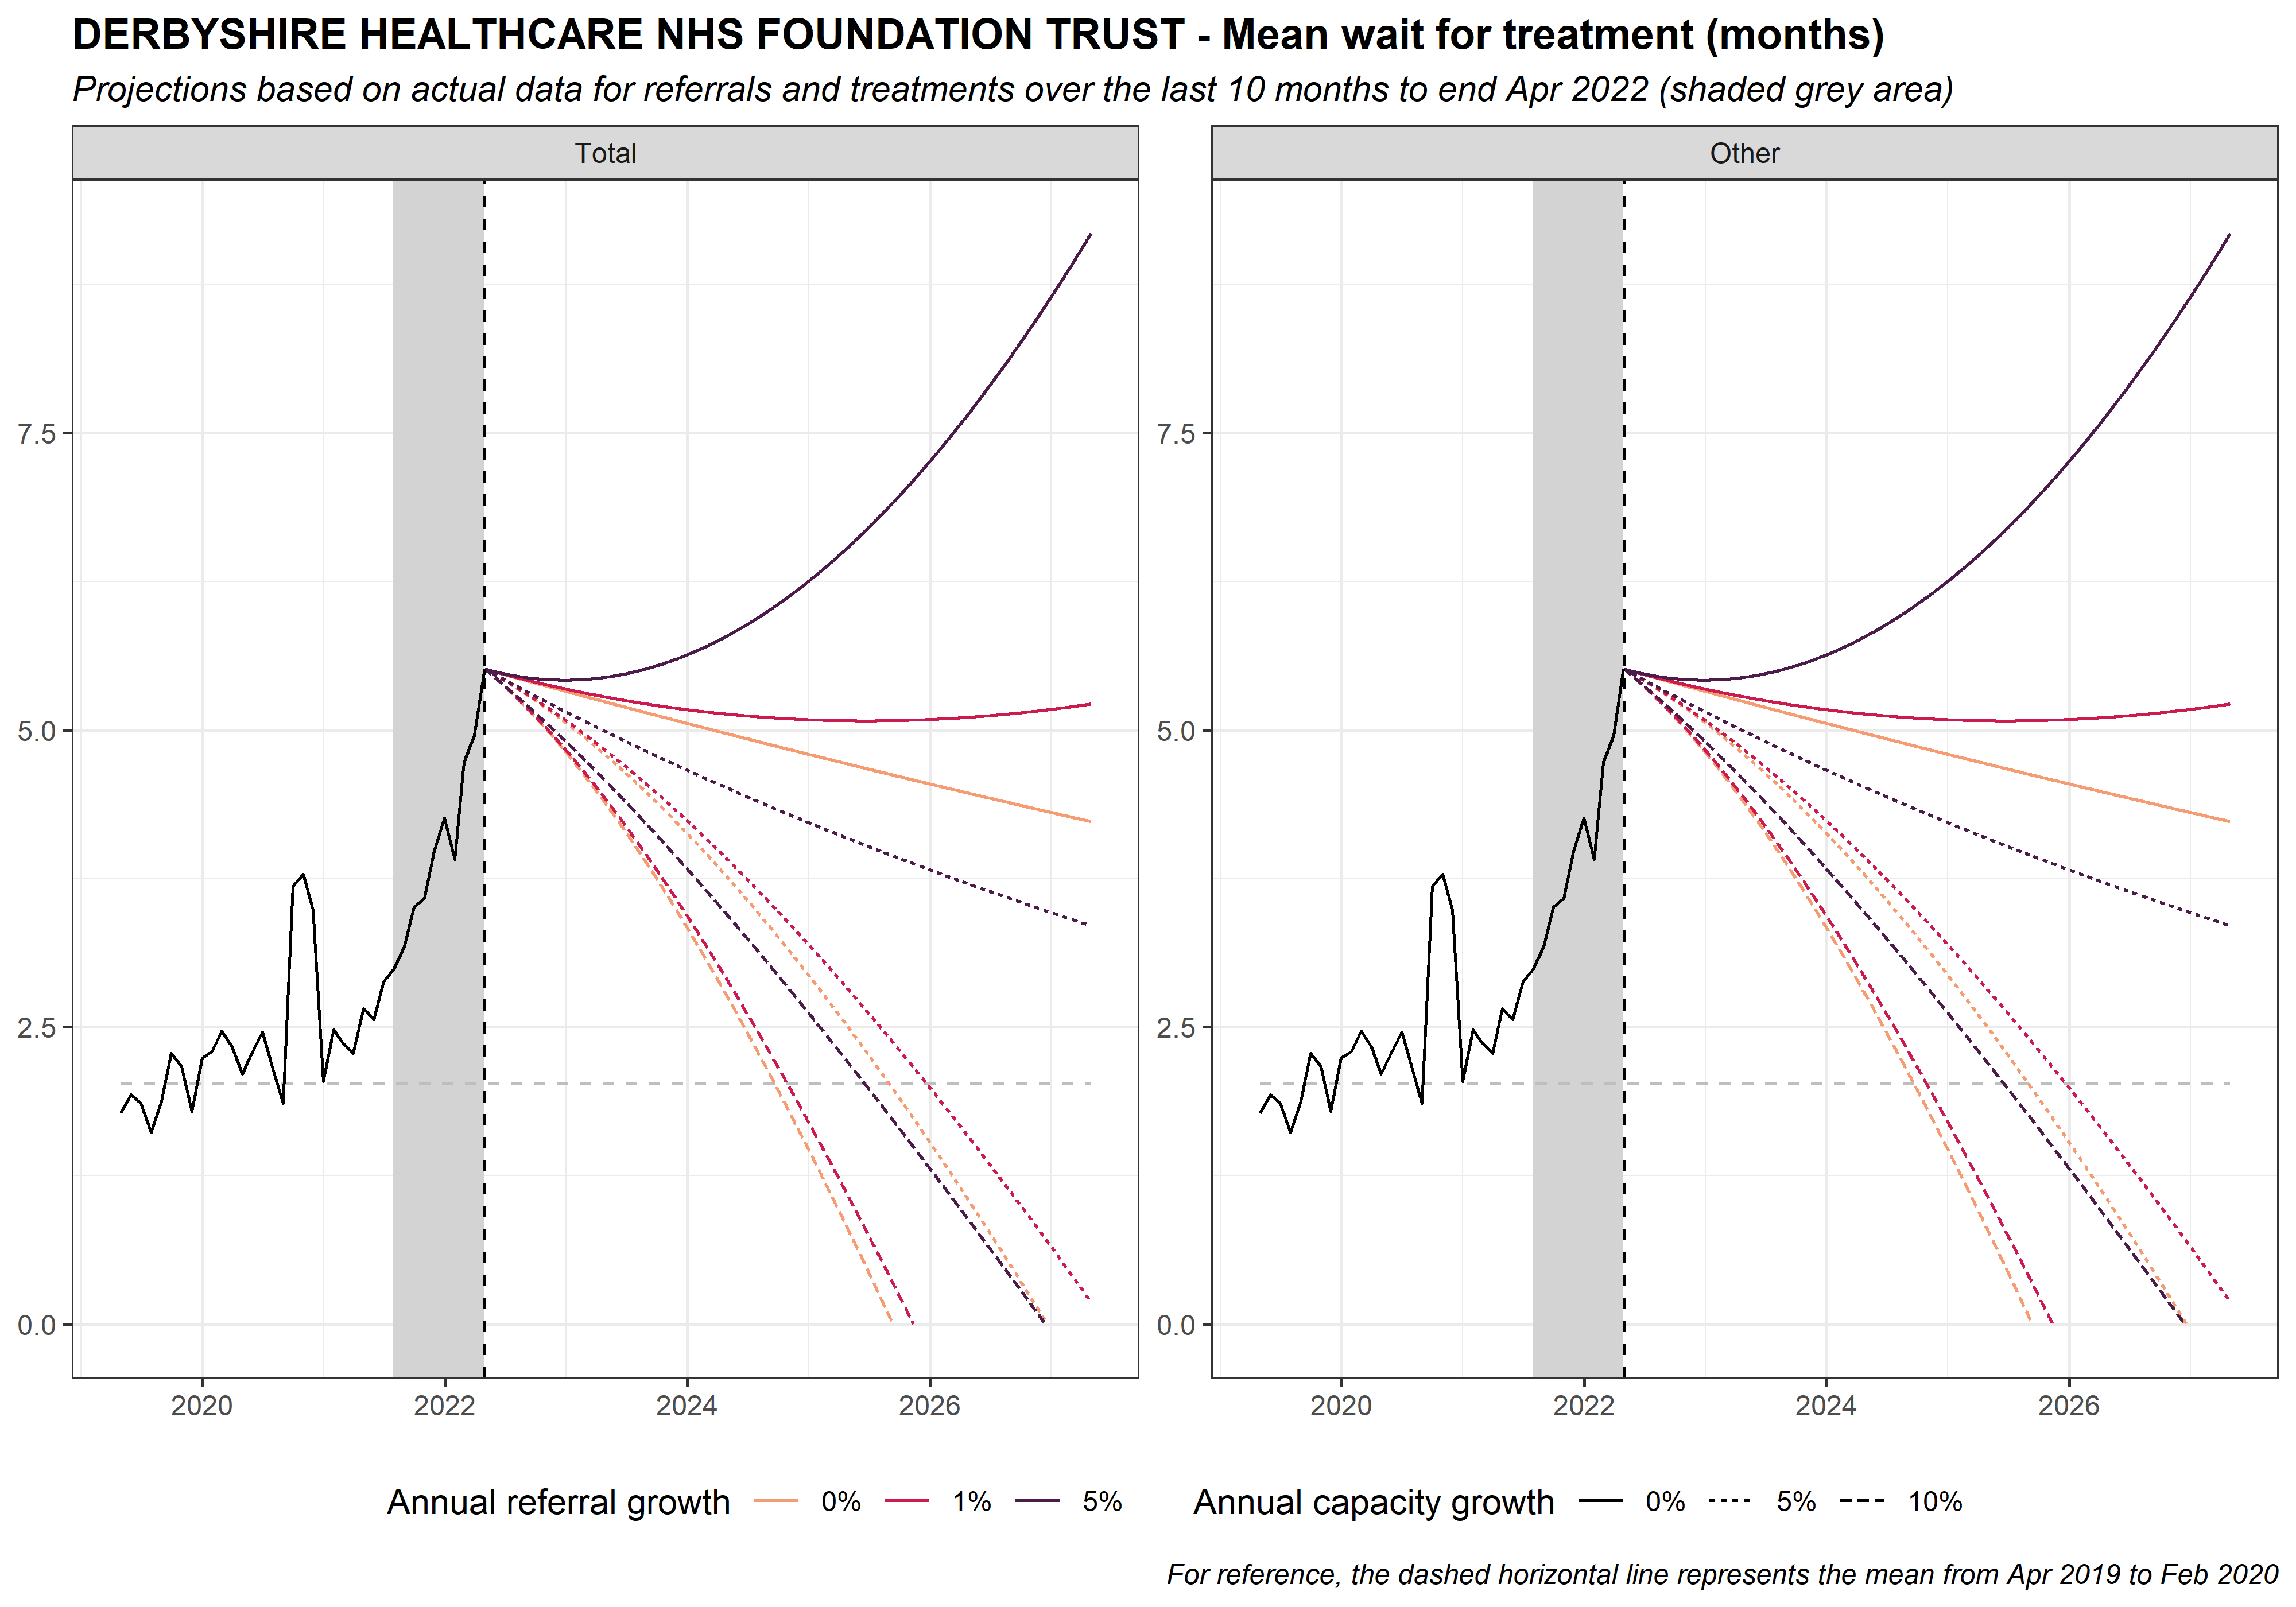 DERBYSHIRE HEALTHCARE NHS FOUNDATION TRUST - Mean wait for treatment (months)
Projections based on actual data for referrals and treatments over the last 10 months to end Apr 2022 (shaded grey area)
Total
Other
7.5
5.0
2.5
0.0
7.5
5.0
2.5
0.0
2020 2022 2024 2026
2020 2022 2024 2026
Annual referral growth 0% 1% 5%
Annual capacity growth 0% 5% 10%
For reference, the dashed horizontal line represents the mean from Apr 2019 to Feb 2020